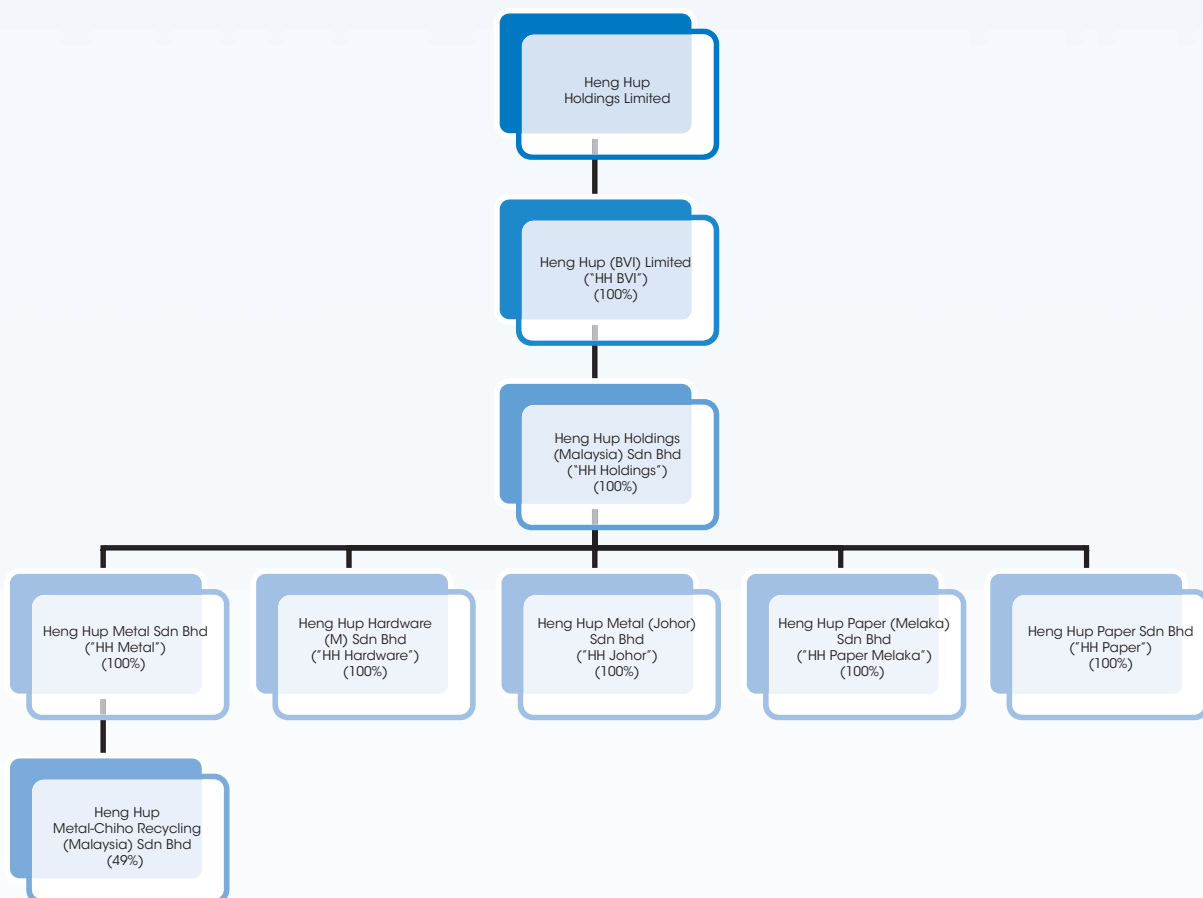 Heng Hup
Holdings Limited
Heng Hup (BVI) Limited
(“HH BVI”)
(100%)
Heng Hup Holdings
(Malaysia) Sdn Bhd
(“HH Holdings”)
(100%)
Heng Hup Metal Sdn Bhd
(“HH Metal”)
(100%)
Heng Hup Hardware
(M) Sdn Bhd
(“HH Hardware”)
(100%)
Heng Hup Metal (Johor)
Sdn Bhd
(“HH Johor”)
(100%)
Heng Hup Paper (Melaka)
Sdn Bhd
(“HH Paper Melaka”)
(100%)
Heng Hup Paper Sdn Bhd
(“HH Paper”)
(100%)
Heng Hup
Metal-Chiho Recycling
(Malaysia) Sdn Bhd
(49%)